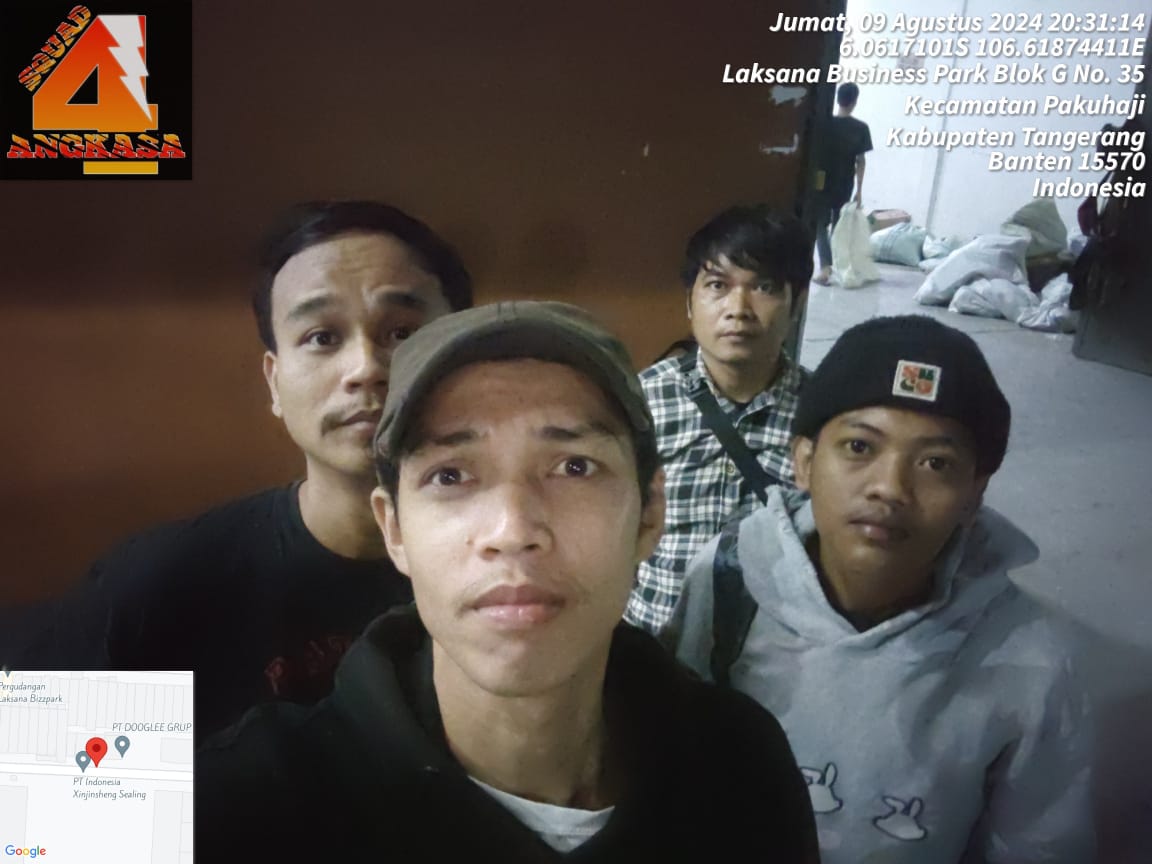 SQUAD
4
ANGKASA
Jumat, 09 Agustus 2024 20:31:14
6.0617101S 106.61874411E
Laksana Business Park Blok G No. 35
Kecamatan Pakuhaji
Kabupaten Tangerang
Banten 15570
Indonesia
Pergudangan
Laksana Bizzpark
PT DOOGLEE GRUP
PT Indonesia
Xinjinsheng Sealing
Google